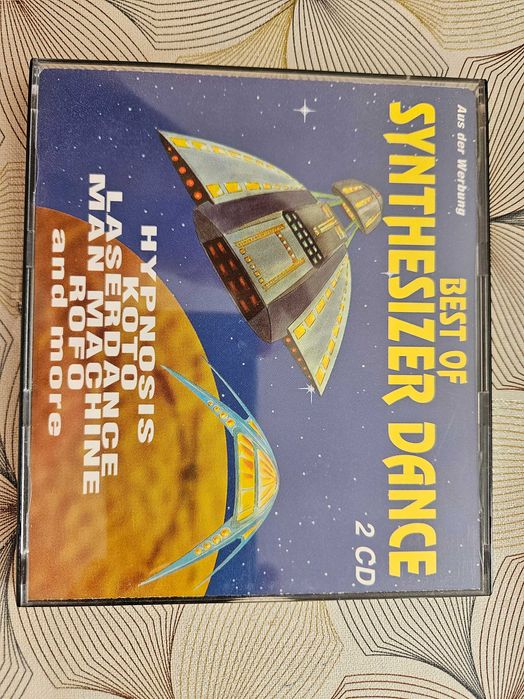 Aus der Werbung
BEST OF
SYNTHESIZER DANCE
2 CD
HYPNOSIS
KOTO
LASERDANCE
MAN MACHINE
ROFO
and more